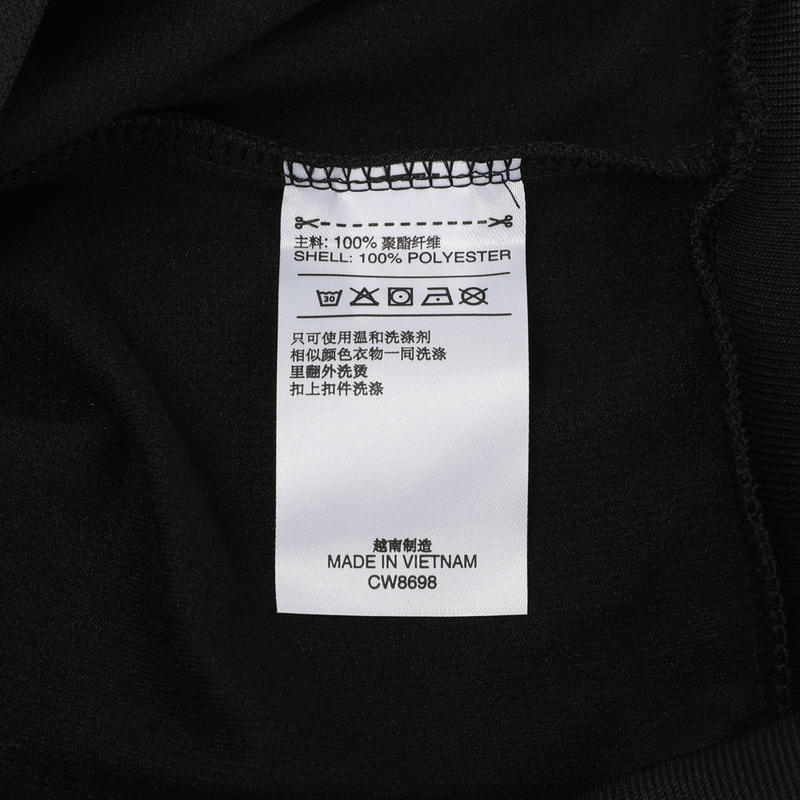 主料: 100% 聚酯纤维
SHELL: 100% POLYESTER
30
只可使用温和洗涤剂
相似颜色衣物一同洗涤
里翻外洗烫
扣上扣件洗涤
越南制造
MADE IN VIETNAM
CW8698